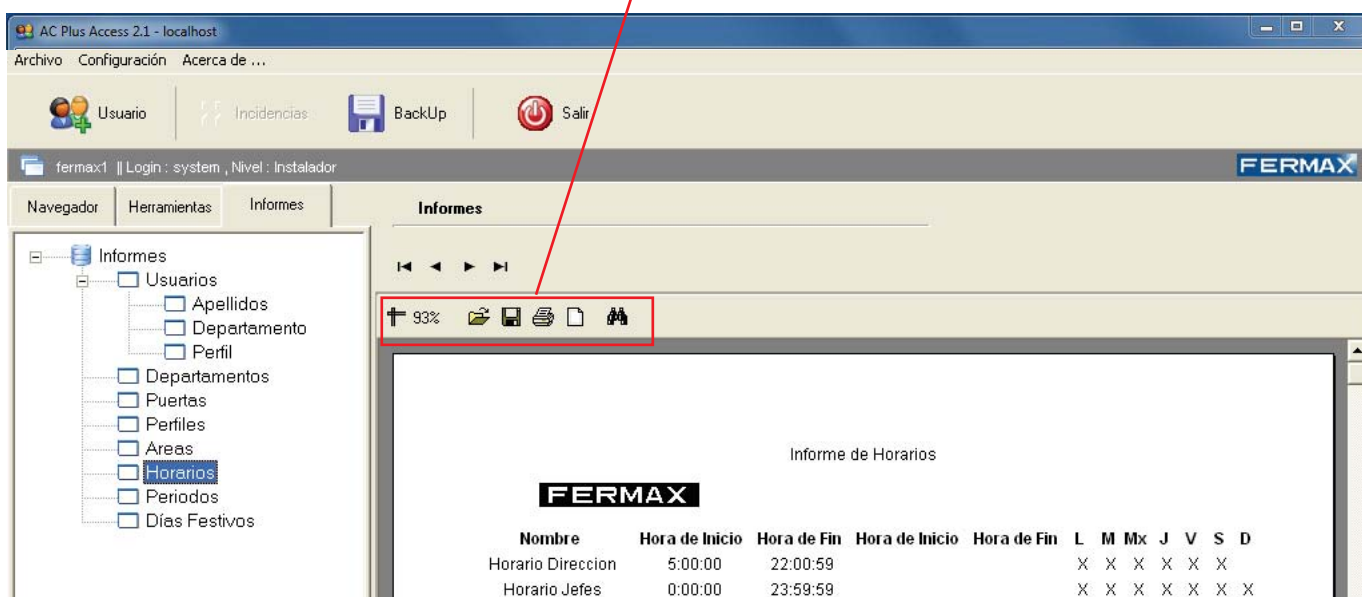 AC Plus Access 2.1 - localhost
Archivo Configuración Acerca de ...
Usuario Incidencias BackUp Salir
fermax1 || Login : system , Nivel : Instalador FERMAX
Navegador Herramientas Informes
Informes
Informes
Usuarios
Apellidos
Departamento
Perfil
Departamentos
Puertas
Perfiles
Areas
Horarios
Periodos
Días Festivos
93%
Informe de Horarios
FERMAX
Nombre Hora de Inicio Hora de Fin Hora de Inicio Hora de Fin L M Mx J V S D
Horario Direccion 5:00:00 22:00:59 X X X X X X
Horario Jefes 0:00:00 23:59:59 X X X X X X X